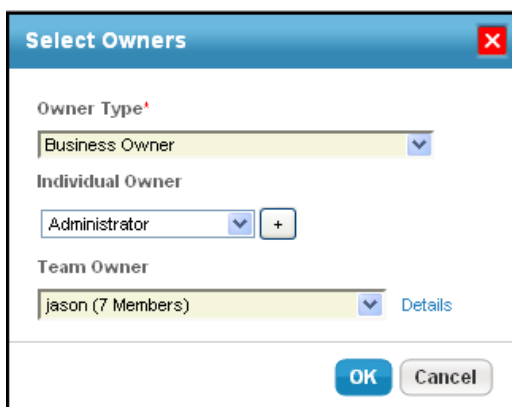 Select Owners
Owner Type*
Business Owner
Individual Owner
Administrator +
Team Owner
jason (7 Members) Details
OK Cancel